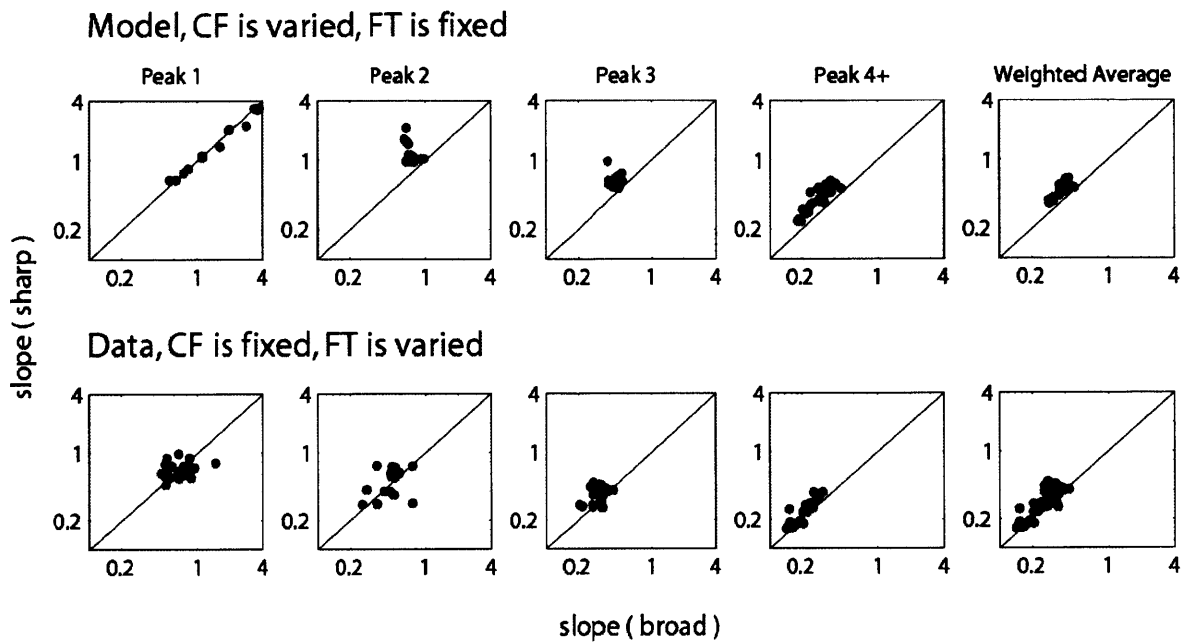 Model, CF is varied, FT is fixed
Peak 1 Peak 2 Peak 3 Peak 4+ Weighted Average
4 4 4 4 4
1 1 1 1 1
0.2 0.2 0.2 0.2 0.2
0.2 1 4 0.2 1 4 0.2 1 4 0.2 1 4 0.2 1 4
slope ( sharp )
Data, CF is fixed, FT is varied
4 4 4 4 4
1 1 1 1 1
0.2 0.2 0.2 0.2 0.2
0.2 1 4 0.2 1 4 0.2 1 4 0.2 1 4 0.2 1 4
slope ( broad )